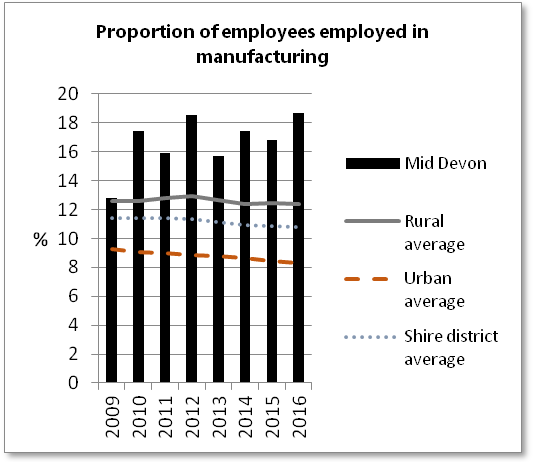 Proportion of employees employed in
manufacturing
20
18
16
14
12
10
8
6
4
2
0
%
2009
2010
2011
2012
2013
2014
2015
2016
Mid Devon
Rural
average
Urban
average
Shire district
average